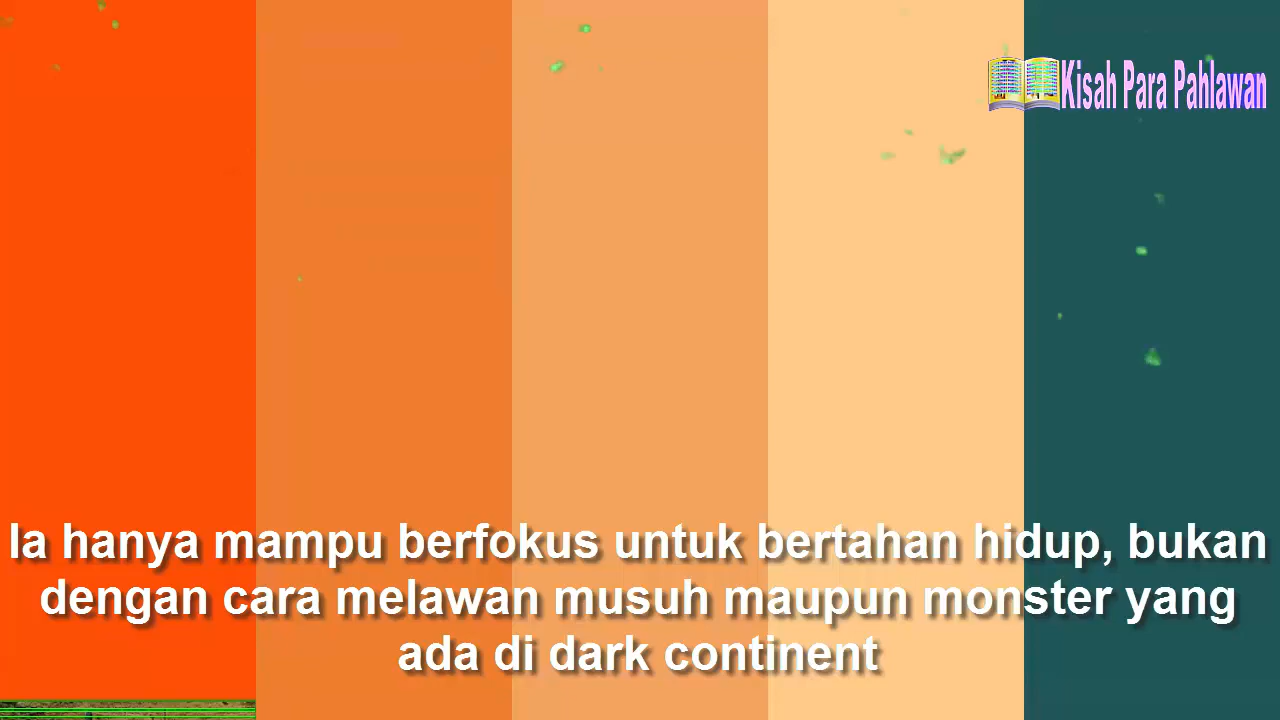 Kisah Para Pahlawan
Ia hanya mampu berfokus untuk bertahan hidup, bukan
dengan cara melawan musuh maupun monster yang
ada di dark continent